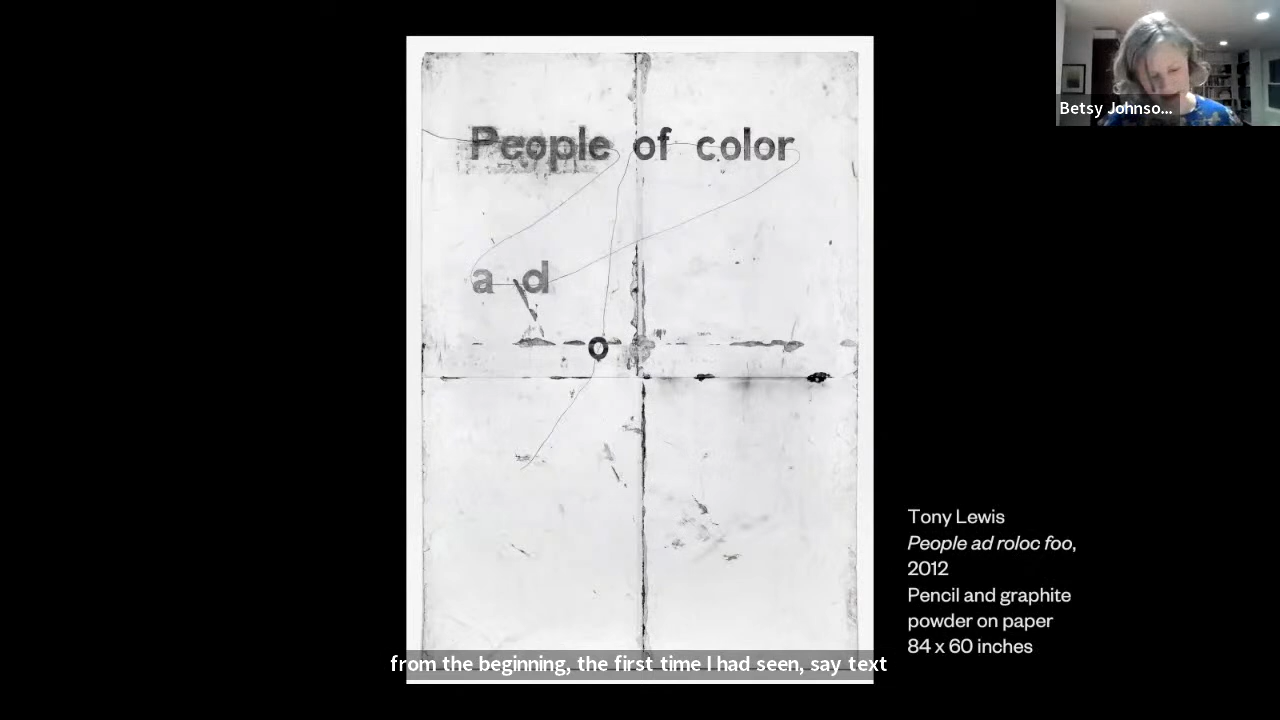 Betsy Johnso...
People of color
a d
o
Tony Lewis
People ad roloc foo,
2012
Pencil and graphite
powder on paper
84 x 60 inches
from the beginning, the first time I had seen, say text